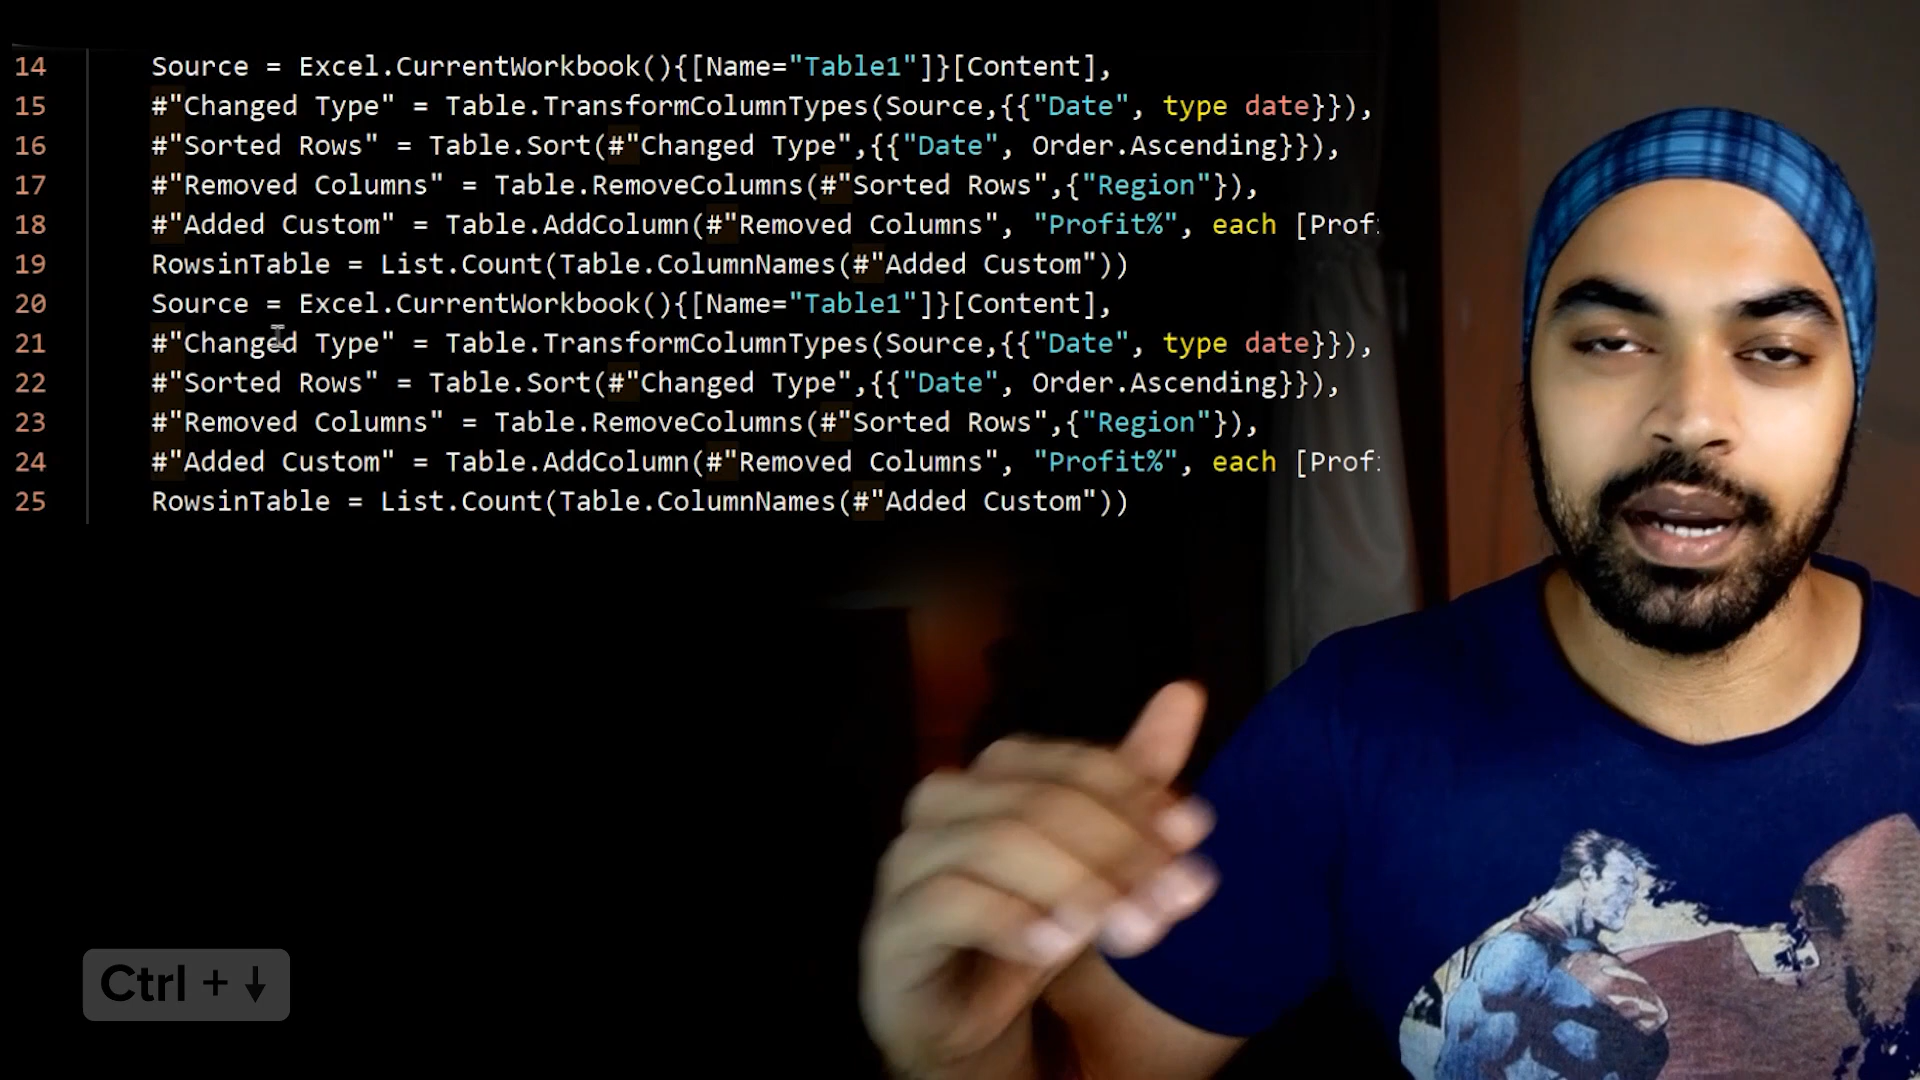 14 Source = Excel.CurrentWorkbook(){[Name="Table1"]}[Content],
15 #"Changed Type" = Table.TransformColumnTypes(Source,{{"Date", type date}}),
16 #"Sorted Rows" = Table.Sort(#"Changed Type",{{"Date", Order.Ascending}}),
17 #"Removed Columns" = Table.RemoveColumns(#"Sorted Rows",{"Region"}),
18 #"Added Custom" = Table.AddColumn(#"Removed Columns", "Profit%", each [Prof
19 RowsinTable = List.Count(Table.ColumnNames(#"Added Custom"))
20 Source = Excel.CurrentWorkbook(){[Name="Table1"]}[Content],
21 #"Changed Type" = Table.TransformColumnTypes(Source,{{"Date", type date}}),
22 #"Sorted Rows" = Table.Sort(#"Changed Type",{{"Date", Order.Ascending}}),
23 #"Removed Columns" = Table.RemoveColumns(#"Sorted Rows",{"Region"}),
24 #"Added Custom" = Table.AddColumn(#"Removed Columns", "Profit%", each [Prof
25 RowsinTable = List.Count(Table.ColumnNames(#"Added Custom"))
Ctrl + ↓